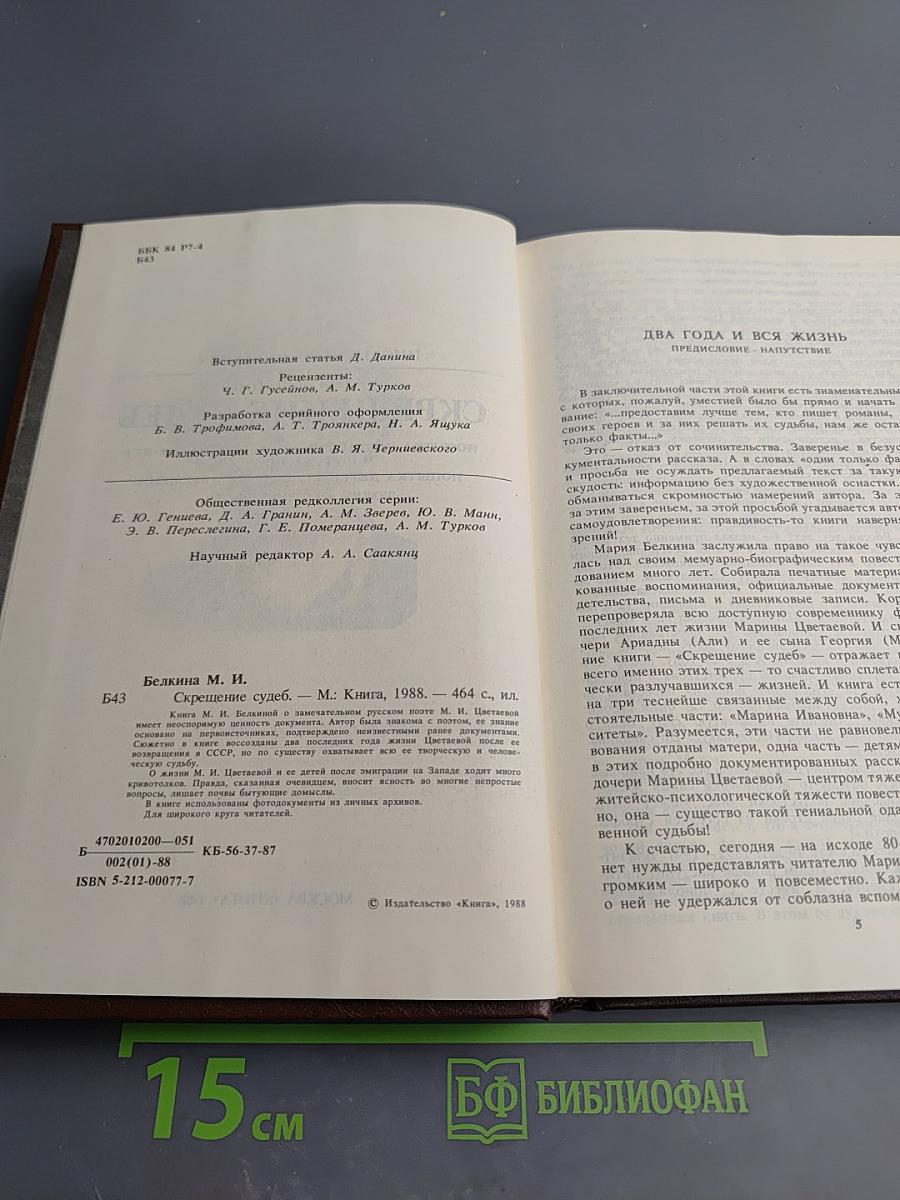 ББК 84 Р7-4
Б43
Вступительная статья Д. Данина
Рецензенты:
Ч. Г. Гусейнов, А. М. Турков
Разработка серийного оформления
Б. В. Трофимова, А. Т. Троянкера, Н. А. Ящука
Иллюстрации художника В. Я. Черниевского
Общественная редколлегия серии:
Е. Ю. Гениева, Д. А. Гранин, А. М. Зверев, Ю. В. Манн,
Э. В. Переслегина, Г. Е. Померанцева, А. М. Турков
Научный редактор А. А. Саакянц
Белкина М. И.
Б43 Скрещение судеб. — М.: Книга, 1988. — 464 с., ил.
Книга М. И. Белкиной о замечательном русском поэте М. И. Цветаевой
имеет неоспоримую ценность документа. Автор была знакома с поэтом, ее знание
основано на первоисточниках, подтверждено неизвестными ранее документами.
Сюжетно в книге воссозданы два последних года жизни Цветаевой после ее
возвращения в СССР, но по существу охватывает всю ее творческую и челове-
ческую судьбу.
О жизни М. И. Цветаевой и ее детей после эмиграции на Западе ходит много
кривотолков. Правда, сказанная очевидцем, вносит ясность во многие непростые
вопросы, лишает почвы бытующие домыслы.
В книге использованы фотодокументы из личных архивов.
Для широкого круга читателей.
4702010200—051
Б КБ-56-37-87
002(01)-88
ISBN 5-212-00077-7
© Издательство «Книга», 1988
ДВА ГОДА И ВСЯ ЖИЗНЬ
ПРЕДИСЛОВИЕ - НАПУТСТВИЕ
В заключительной части этой книги есть знаменательны
с которых, пожалуй, уместней было бы прямо и начать
вание: «...предоставим лучше тем, кто пишет романы,
своих героев и за них решать их судьбы, нам же оста
только факты...»
Это — отказ от сочинительства. Заверенье в безус
кументальности рассказа. А в словах «одни только фа
и просьба не осуждать предлагаемый текст за такую
скудость: информацию без художественной оснастки.
обманываться скромностью намерений автора. За э
за этим завереньем, за этой просьбой угадывается авто
самоудовлетворения: правдивость-то книги наверн
зрений!
Мария Белкина заслужила право на такое чувс
лась над своим мемуарно-биографическим повест
дованием много лет. Собирала печатные материа
кованные воспоминания, официальные документ
детельства, письма и дневниковые записи. Кор
перепроверяла всю доступную современнику ф
последних лет жизни Марины Цветаевой. И с
чери Ариадны (Али) и ее сына Георгия (М
ние книги — «Скрещение судеб» — отражает
всего именно этих трех — то счастливо сплета
чески разлучавшихся — жизней. И книга ест
на три теснейше связанные между собой,
стоятельные части: «Марина Ивановна», «Му
ситеты». Разумеется, эти части не равновели
вования отданы матери, одна часть — детям
в этих подробно документированных расск
дочери Марины Цветаевой — центром тяже
житейско-психологической тяжести повест
но, она — существо такой гениальной ода
венной судьбы!
К счастью, сегодня — на исходе 80-
нет нужды представлять читателю Мари
громким — широко и повсеместно. Каж
о ней не удержался от соблазна вспом
5
15 см
БФ БИБЛИОФАН